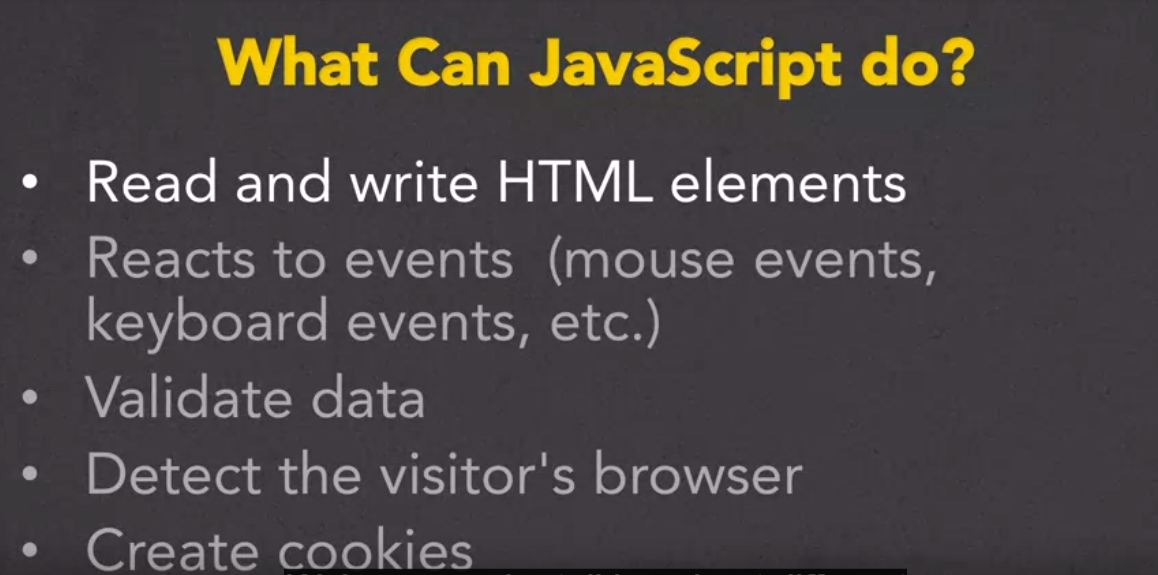 What Can JavaScript do?
• Read and write HTML elements
• Reacts to events (mouse events,
keyboard events, etc.)
• Validate data
• Detect the visitor's browser
• Create cookies